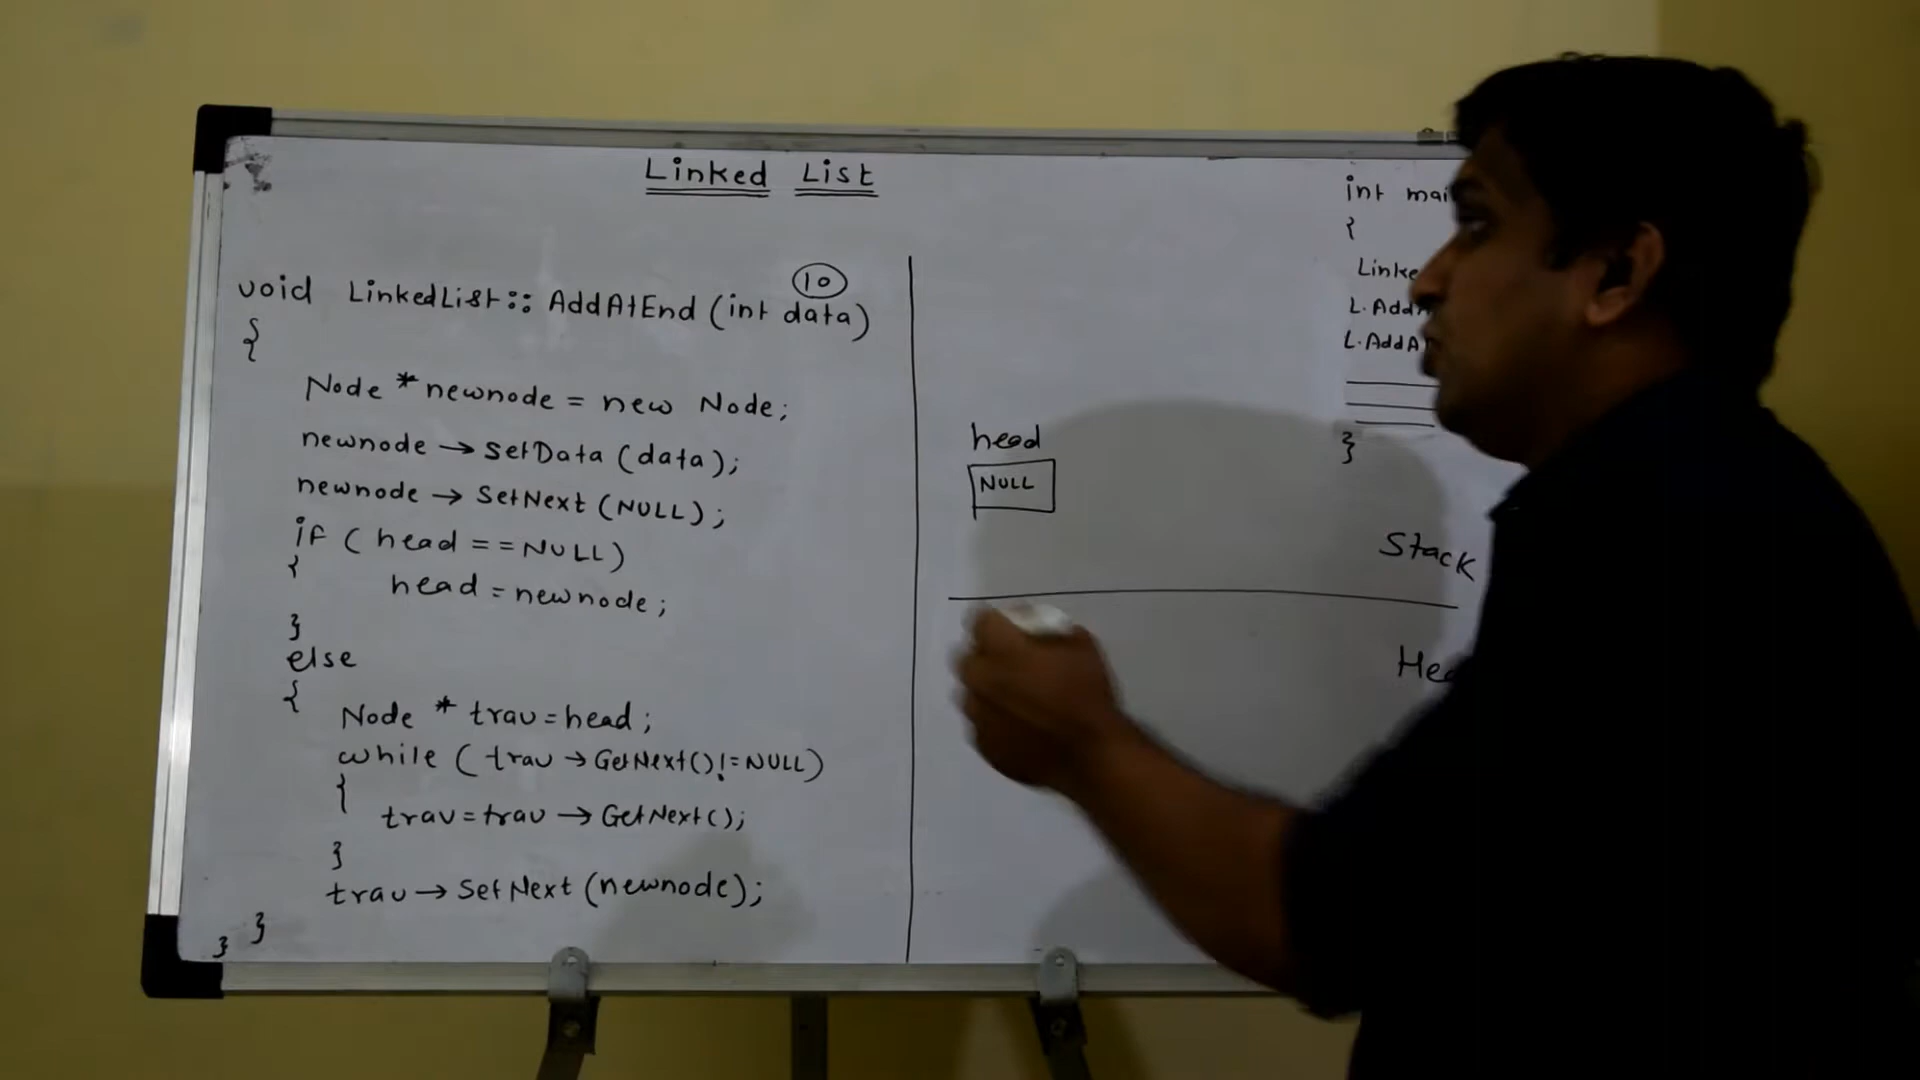 Linked List
10
void LinkedList:: AddAtEnd (int data)
{
Node * newnode = new Node;
newnode → setData (data);
newnode → SetNext (NULL);
if ( head == NULL)
{
head = newnode;
}
else
{
Node * trav = head;
while ( trav → GetNext() != NULL)
{
trav = trav → GetNext();
}
trav → SetNext (newnode);
}
}
head
NULL
int
{
}
Stack